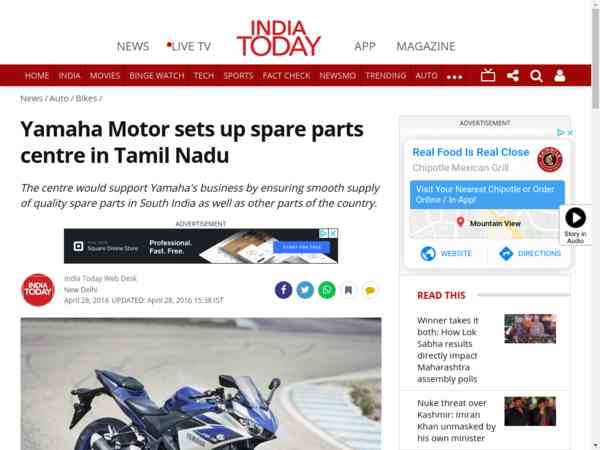 INDIA
TODAY
NEWS
LIVE TV
APP
MAGAZINE
HOME INDIA MOVIES BINGE WATCH TECH SPORTS FACT CHECK NEWSMO TRENDING AUTO
News / Auto / Bikes /
Yamaha Motor sets up spare parts
centre in Tamil Nadu
The centre would support Yamaha's business by ensuring smooth supply
of quality spare parts in South India as well as other parts of the country.
ADVERTISEMENT
Square Online Store
Professional.
Fast. Free.
INDIA
TODAY
India Today Web Desk
New Delhi
April 28, 2016 UPDATED: April 28, 2016 15:38 IST
YAMAHA
ADVERTISEMENT
Real Food Is Real Close
Chipotle Mexican Grill
Visit Your Nearest Chipotle or Order
Online / In-App!
Mountain View
WEBSITE
DIRECTIONS
Story in
Audio
READ THIS
Winner takes it
both: How Lok
Sabha results
directly impact
Maharashtra
assembly polls
Nuke threat over
Kashmir: Imran
Khan unmasked by
his own minister